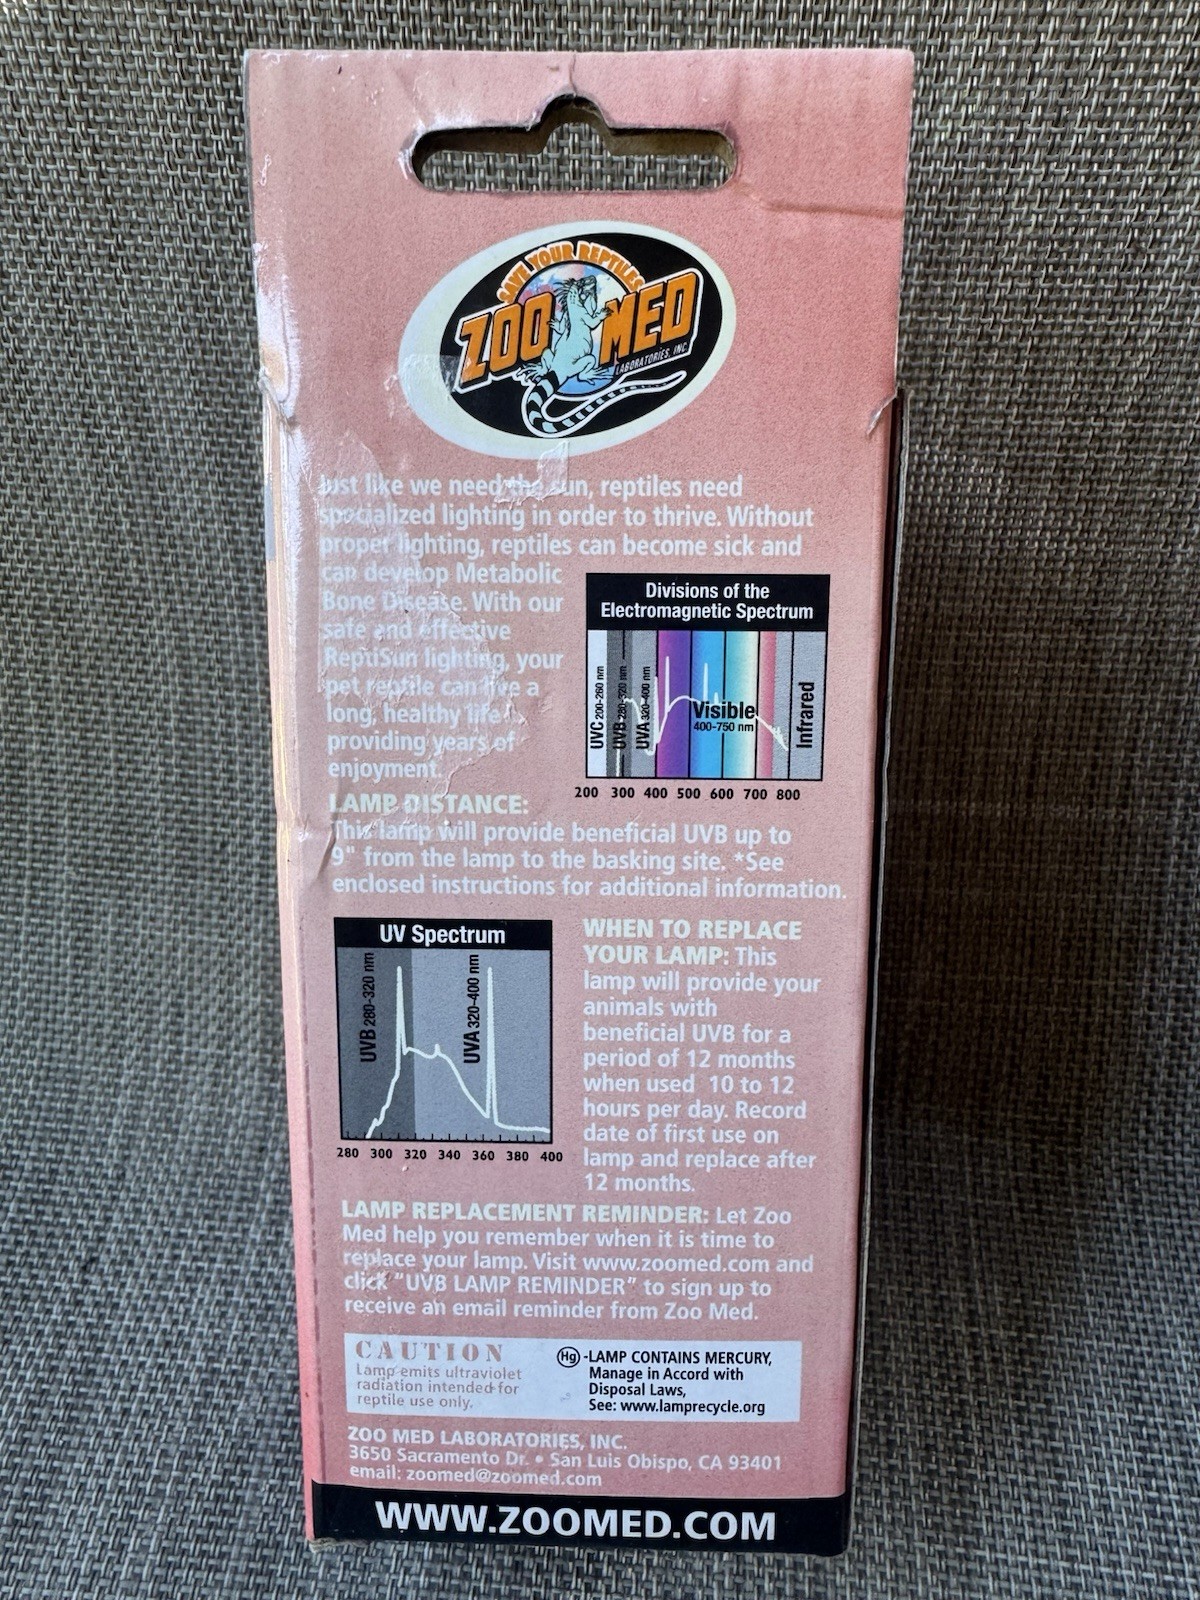 SAVE YOUR REPTILES
ZOO MED
LABORATORIES, INC.
Just like we need the sun, reptiles need
specialized lighting in order to thrive. Without
proper lighting, reptiles can become sick and
can develop Metabolic
Bone Disease. With our
safe and effective
ReptiSun lighting, your
pet reptile can live a
long, healthy life
providing years of
enjoyment.
Divisions of the
Electromagnetic Spectrum
UVC 200-280 nm
UVB 280-320 nm
UVA 320-400 nm
Visible
400-750 nm
Infrared
200 300 400 500 600 700 800
LAMP DISTANCE:
This lamp will provide beneficial UVB up to
9" from the lamp to the basking site. *See
enclosed instructions for additional information.
UV Spectrum
UVB 280-320 nm
UVA 320-400 nm
280 300 320 340 360 380 400
WHEN TO REPLACE
YOUR LAMP: This
lamp will provide your
animals with
beneficial UVB for a
period of 12 months
when used 10 to 12
hours per day. Record
date of first use on
lamp and replace after
12 months.
LAMP REPLACEMENT REMINDER: Let Zoo
Med help you remember when it is time to
replace your lamp. Visit www.zoomed.com and
click "UVB LAMP REMINDER" to sign up to
receive an email reminder from Zoo Med.
CAUTION
Lamp emits ultraviolet
radiation intended for
reptile use only.
Hg -LAMP CONTAINS MERCURY,
Manage in Accord with
Disposal Laws,
See: www.lamprecycle.org
ZOO MED LABORATORIES, INC.
3650 Sacramento Dr. • San Luis Obispo, CA 93401
email: zoomed@zoomed.com
WWW.ZOOMED.COM